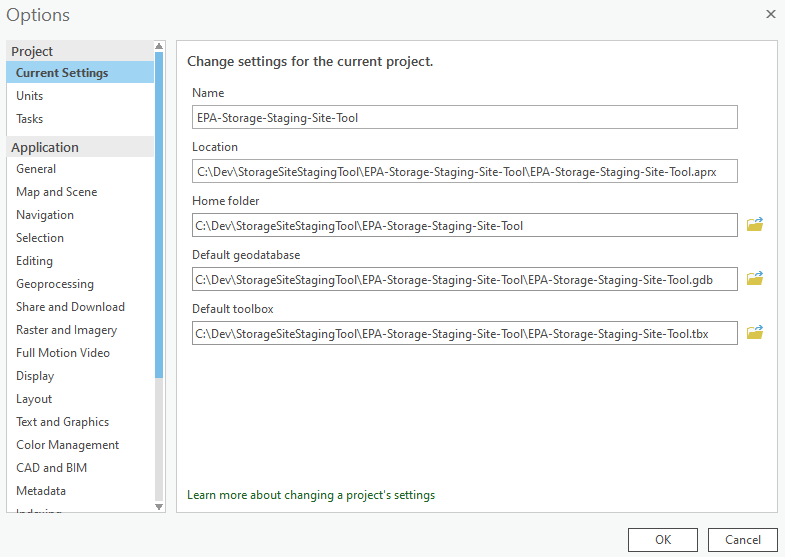 Options
Project
Current Settings
Units
Tasks
Application
General
Map and Scene
Navigation
Selection
Editing
Geoprocessing
Share and Download
Raster and Imagery
Full Motion Video
Display
Layout
Text and Graphics
Color Management
CAD and BIM
Metadata
Indexing
Change settings for the current project.
Name
EPA-Storage-Staging-Site-Tool
Location
C:\Dev\StorageSiteStagingTool\EPA-Storage-Staging-Site-Tool\EPA-Storage-Staging-Site-Tool.aprx
Home folder
C:\Dev\StorageSiteStagingTool\EPA-Storage-Staging-Site-Tool
Default geodatabase
C:\Dev\StorageSiteStagingTool\EPA-Storage-Staging-Site-Tool\EPA-Storage-Staging-Site-Tool.gdb
Default toolbox
C:\Dev\StorageSiteStagingTool\EPA-Storage-Staging-Site-Tool\EPA-Storage-Staging-Site-Tool.tbx
Learn more about changing a project's settings
OK
Cancel